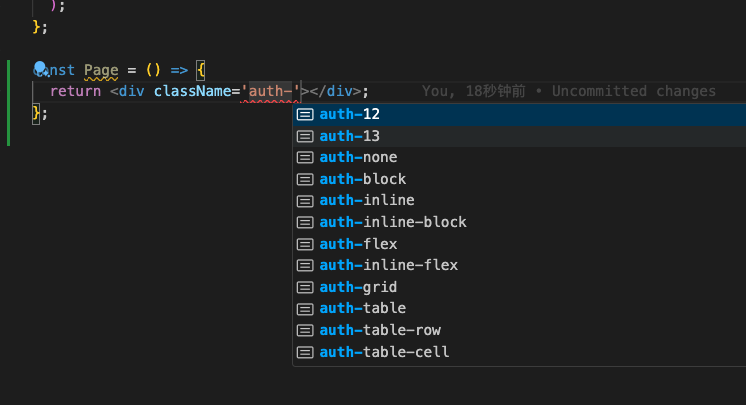 );
};
const Page = () => {
return <div className='auth-'></div>; You, 18秒钟前 • Uncommitted changes
};
auth-12
auth-13
auth-none
auth-block
auth-inline
auth-inline-block
auth-flex
auth-inline-flex
auth-grid
auth-table
auth-table-row
auth-table-cell